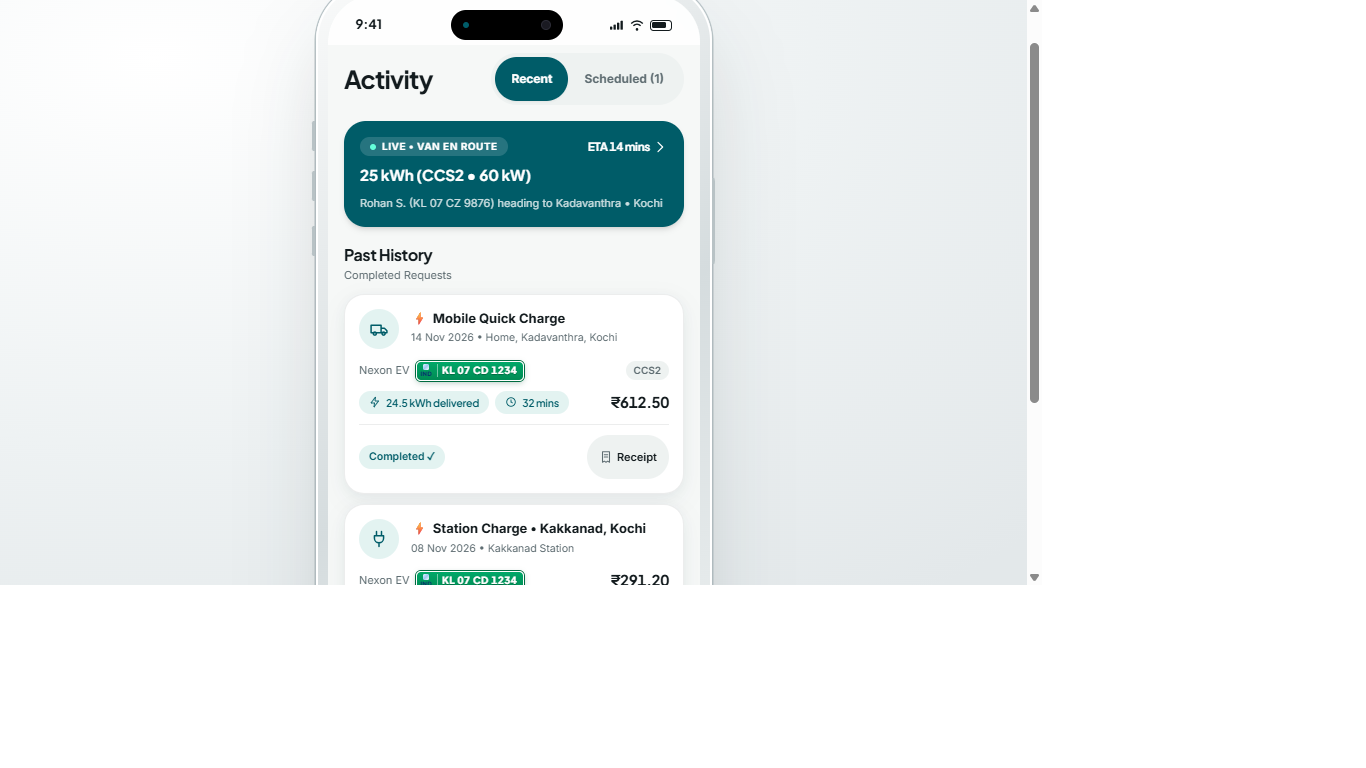 9:41
Activity
Recent
Scheduled (1)
LIVE • VAN EN ROUTE
ETA 14 mins
25 kWh (CCS2 • 60 kW)
Rohan S. (KL 07 CZ 9876) heading to Kadavanthra • Kochi
Past History
Completed Requests
Mobile Quick Charge
14 Nov 2026 • Home, Kadavanthra, Kochi
Nexon EV
IND KL 07 CD 1234
CCS2
24.5 kWh delivered
32 mins
₹612.50
Completed ✓
Receipt
Station Charge • Kakkanad, Kochi
08 Nov 2026 • Kakkanad Station
Nexon EV
KL 07 CD 1234
₹291.20